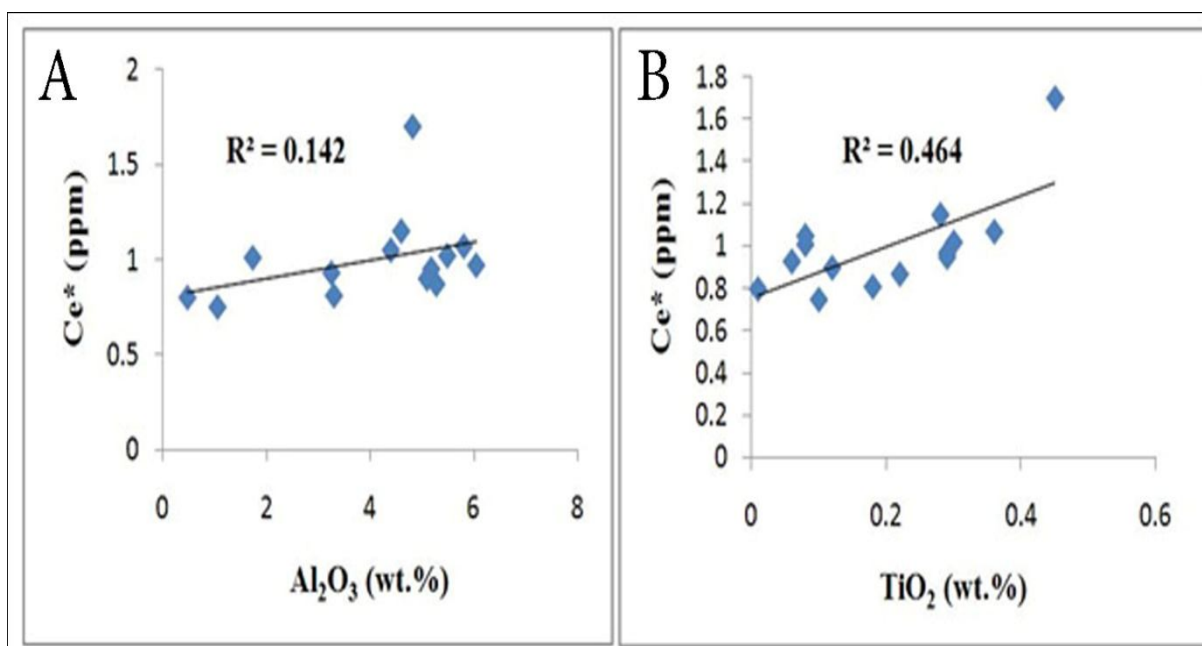 A
R² = 0.142
Ce* (ppm)
2
1.5
1
0.5
0
0 2 4 6 8
Al₂O₃ (wt.%)
B
R² = 0.464
Ce* (ppm)
1.8
1.6
1.4
1.2
1
0.8
0.6
0.4
0.2
0
0 0.2 0.4 0.6
TiO₂ (wt.%)